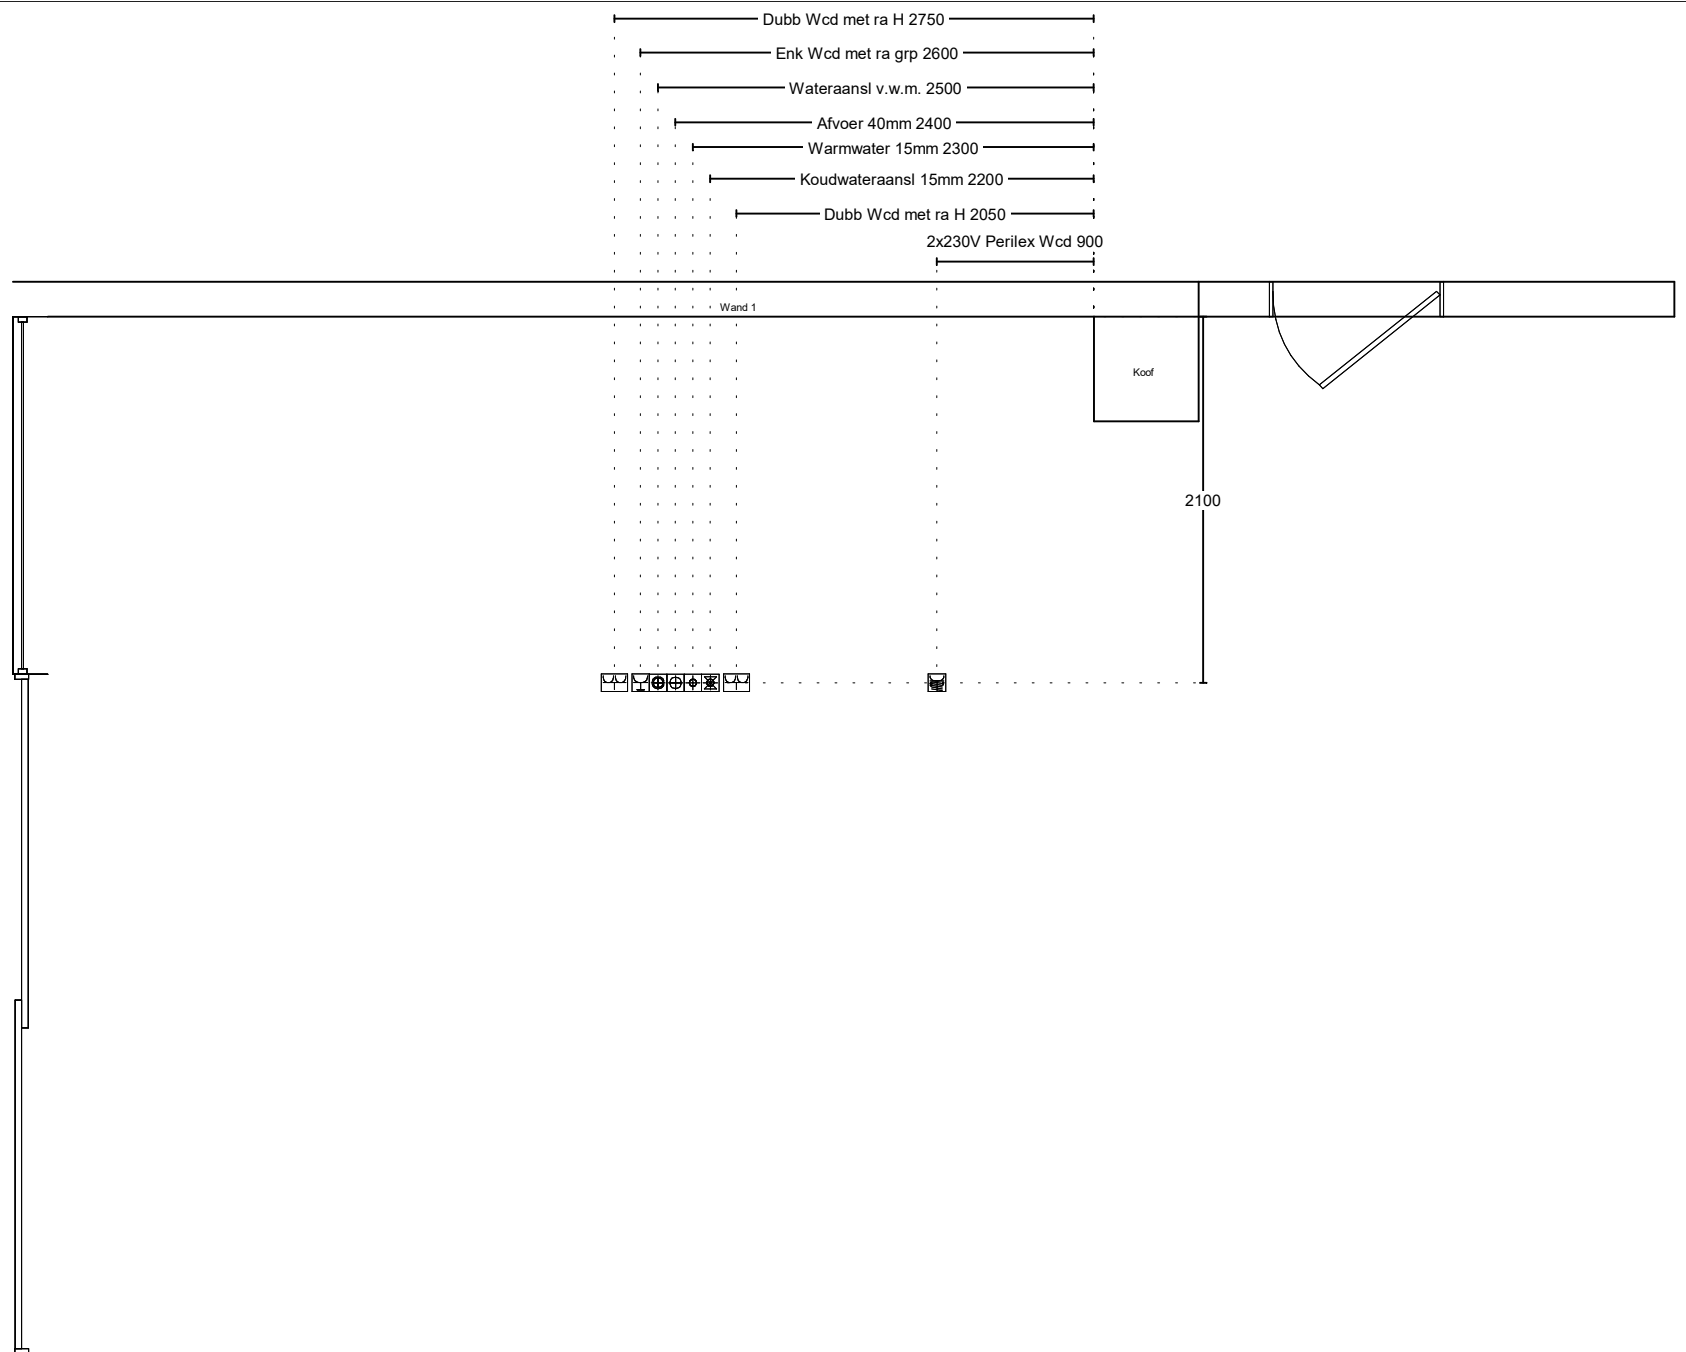 Dubb Wcd met ra H 2750
Enk Wcd met ra grp 2600
Wateraansl v.w.m. 2500
Afvoer 40mm 2400
Warmwater 15mm 2300
Koudwateraansl 15mm 2200
Dubb Wcd met ra H 2050
2x230V Perilex Wcd 900
Wand 1
Koof
2100